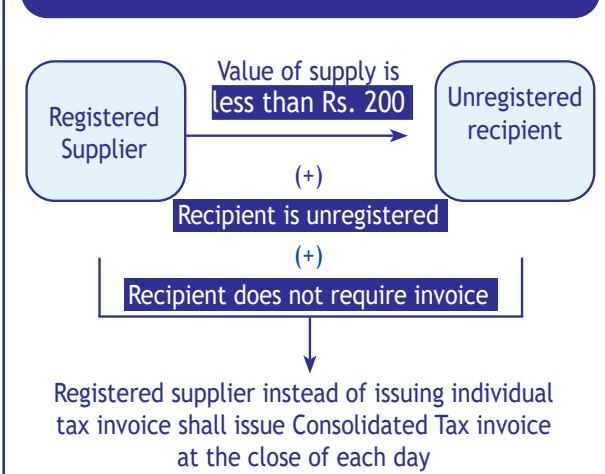 Value of supply is
less than Rs. 200
Registered
Supplier
Unregistered
recipient
(+)
Recipient is unregistered
(+)
Recipient does not require invoice
Registered supplier instead of issuing individual
tax invoice shall issue Consolidated Tax invoice
at the close of each day